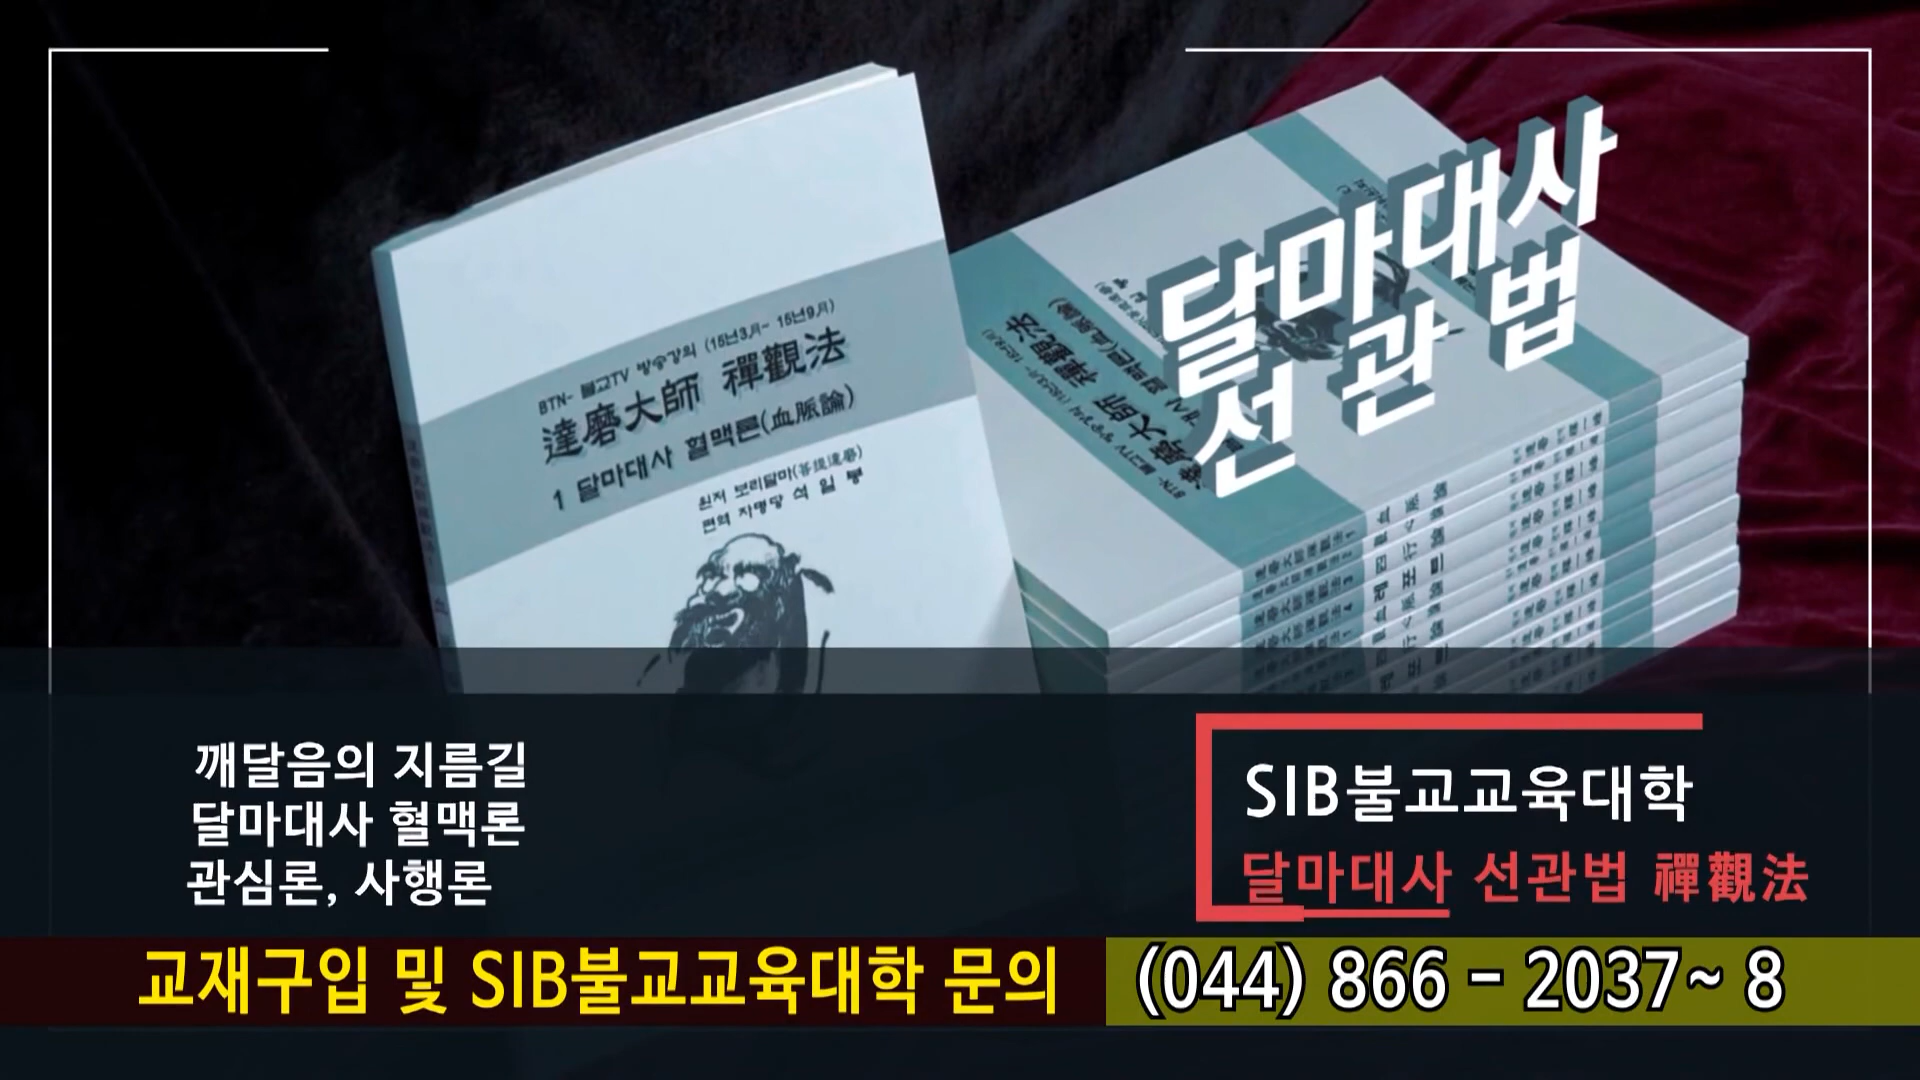 BTN- 불교TV 방송강의 (15년3月~ 15년9月)
達磨大師 禪觀法
1 달마대사 혈맥론(血脈論)
원저 보리달마(菩提達磨)
편역 자명당 석 일 봉
달마대사
선 관 법
깨달음의 지름길
달마대사 혈맥론
관심론, 사행론
SIB불교교육대학
달마대사 선관법 禪觀法
교재구입 및 SIB불교교육대학 문의
(044) 866 - 2037~ 8